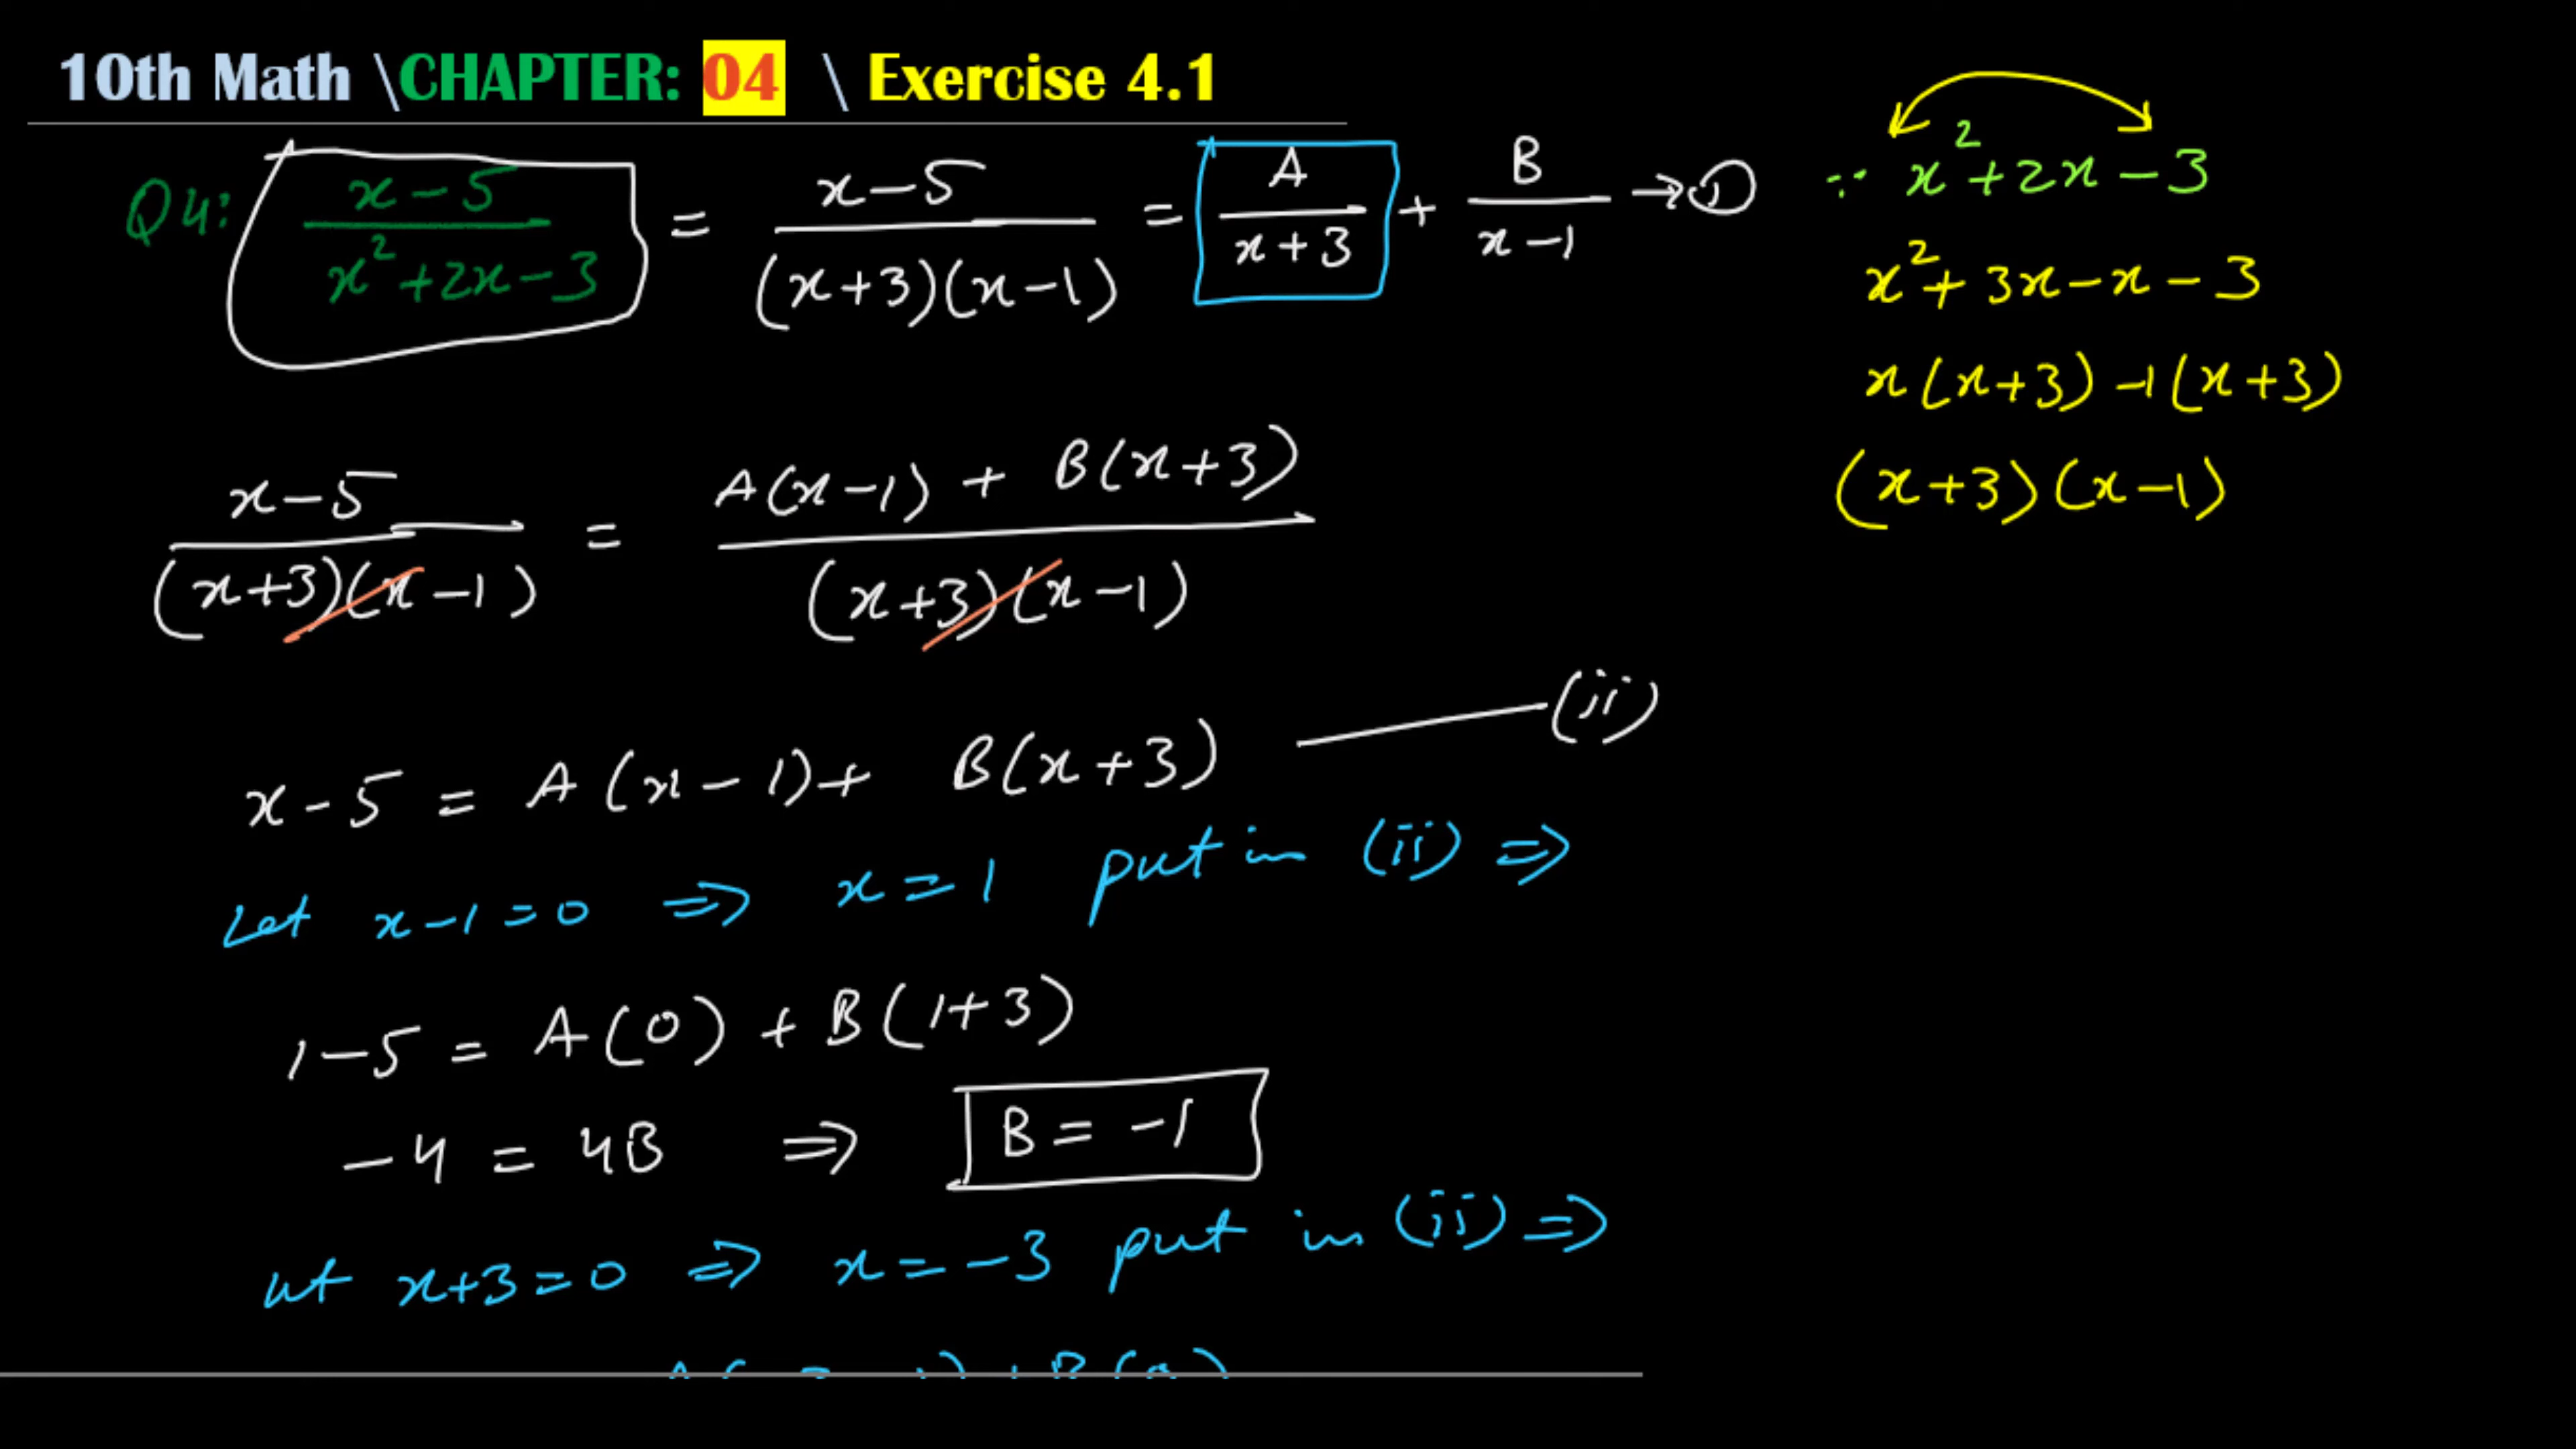 10th Math \CHAPTER: 04 \ Exercise 4.1
Q4: x-5 / x²+2x-3 = x-5 / (x+3)(x-1) = A / x+3 + B / x-1 → ①
∵ x²+2x-3
x²+3x-x-3
x(x+3)-1(x+3)
(x+3)(x-1)
x-5 / (x+3)(x-1) = A(x-1) + B(x+3) / (x+3)(x-1)
x-5 = A(x-1)+ B(x+3) —(ii)
Let x-1=0 ⇒ x=1 put in (ii) ⇒
1-5 = A(0) + B(1+3)
-4 = 4B ⇒ B = -1
Let x+3=0 ⇒ x=-3 put in (ii) ⇒